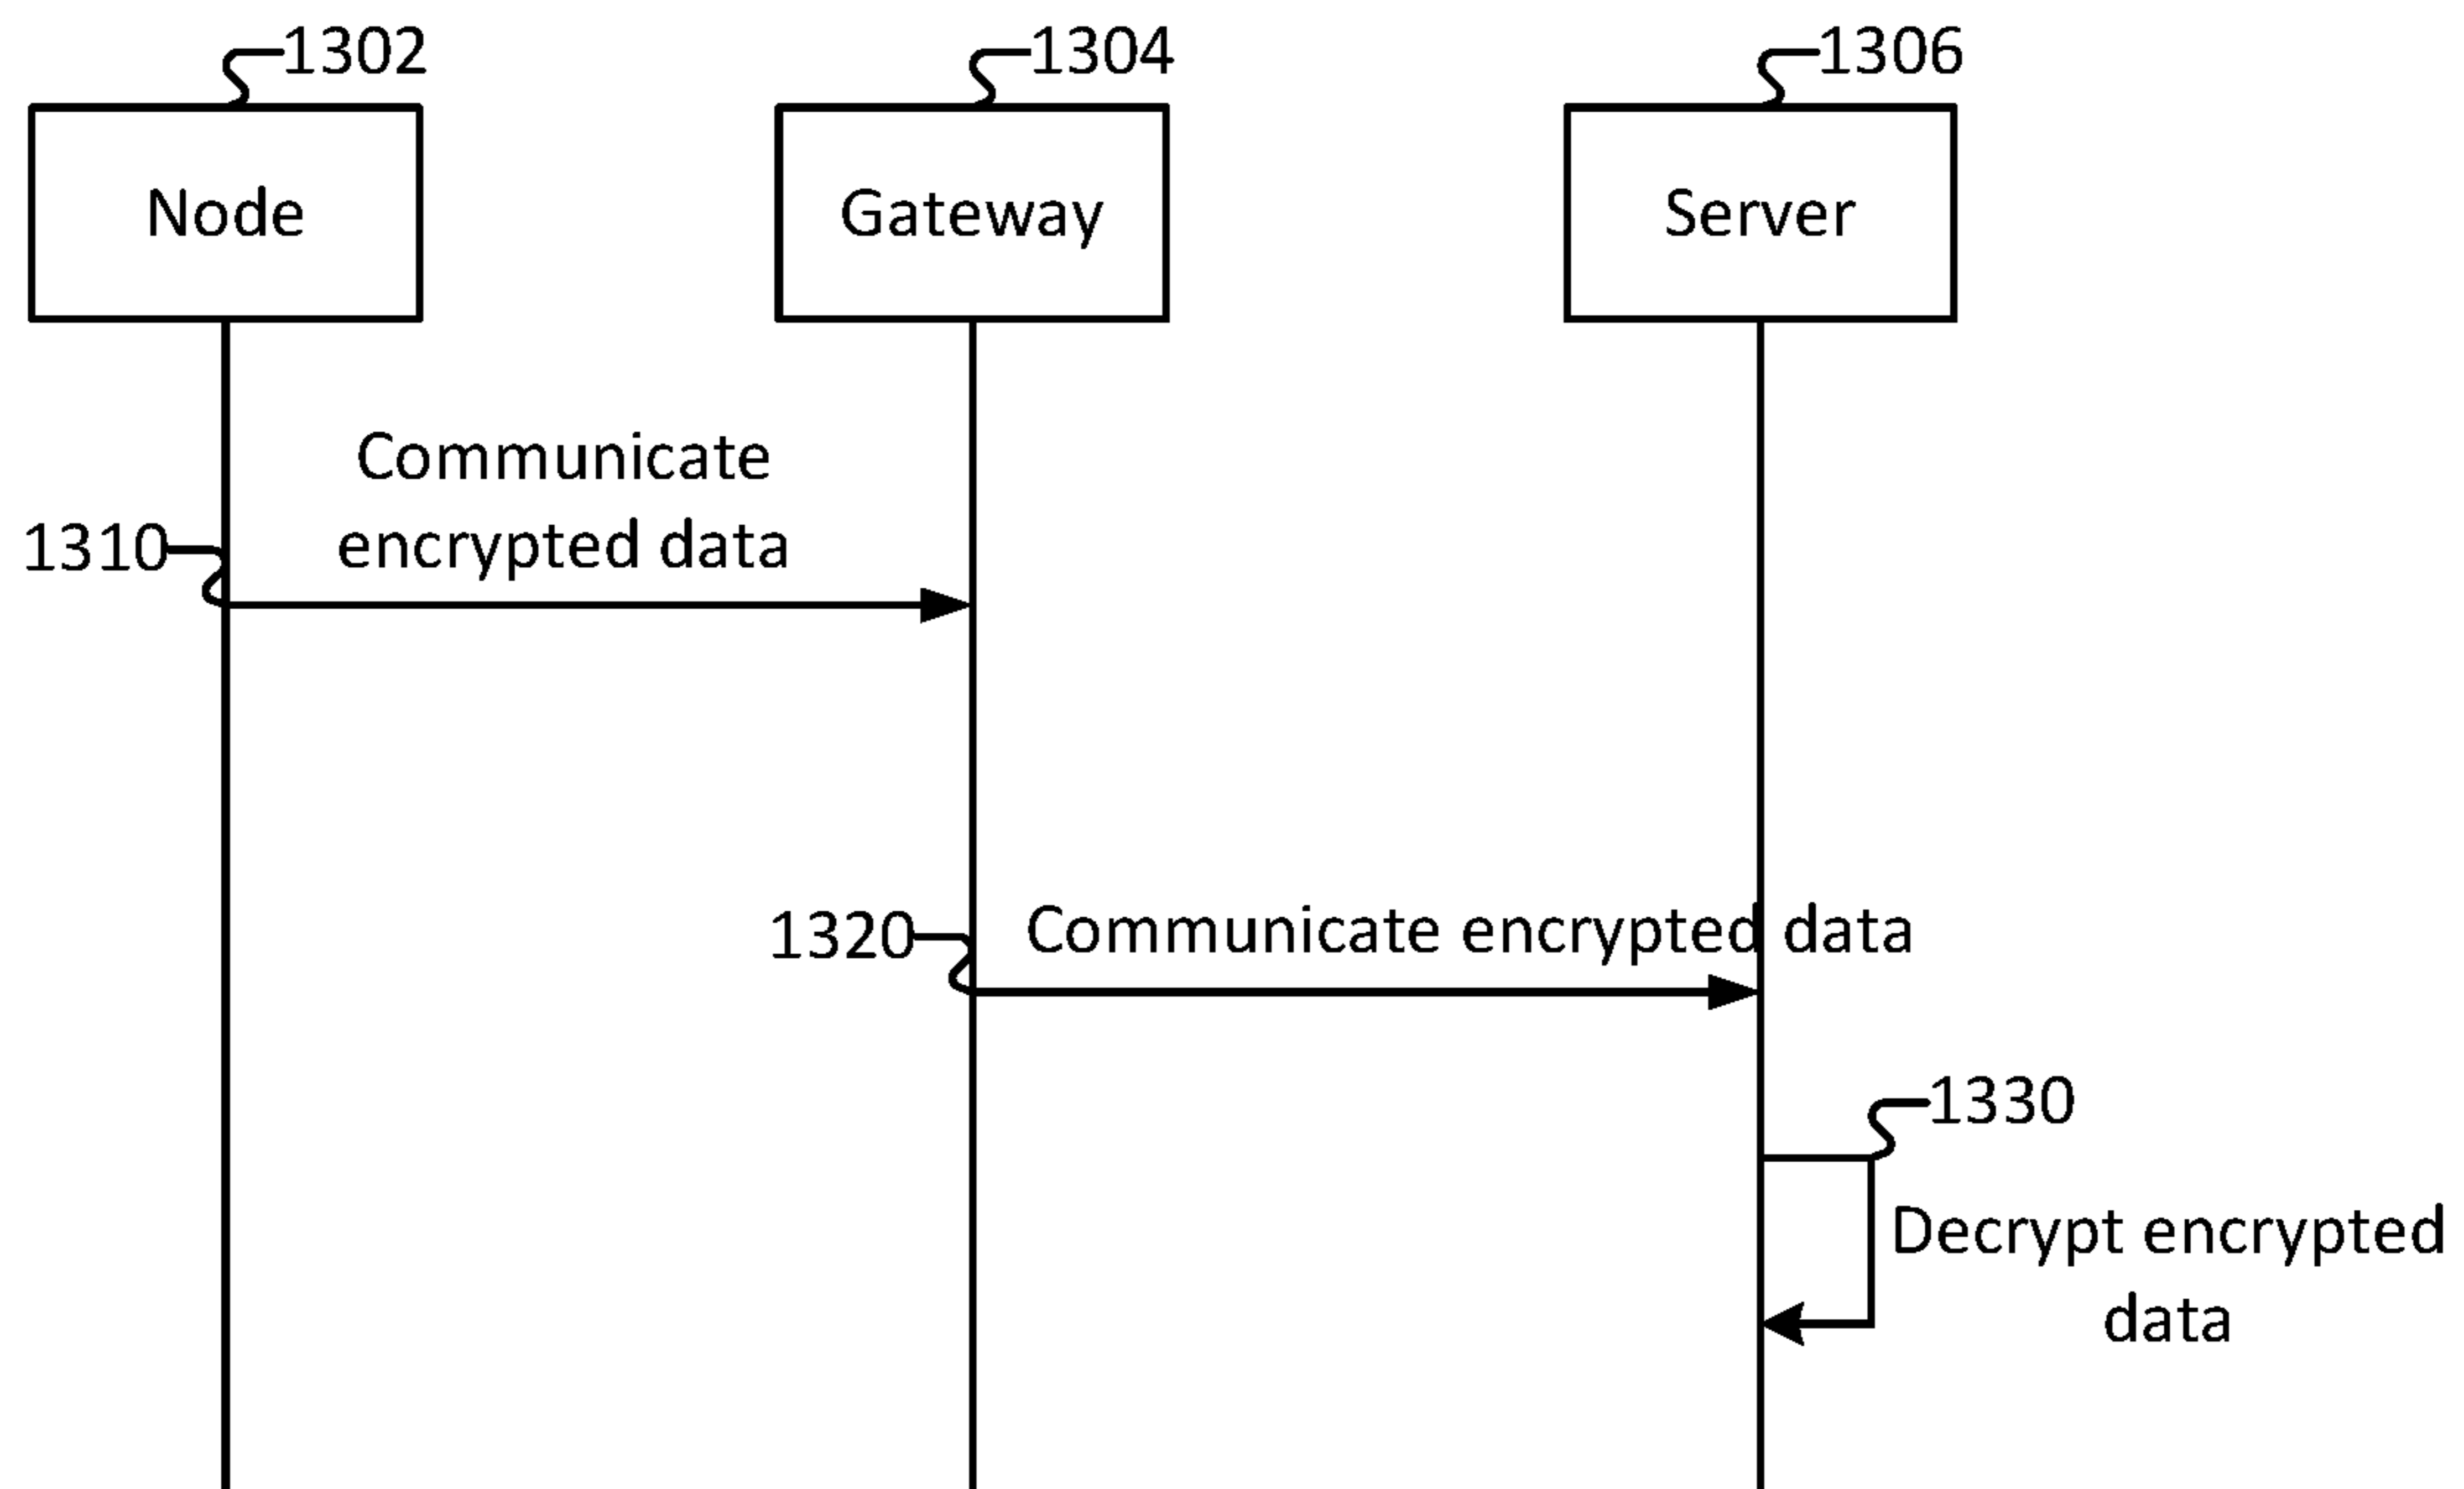 1302
1304
1306
Node
Gateway
Server
Communicate
encrypted data
1310
1320
Communicate encrypted data
1330
Decrypt encrypted
data